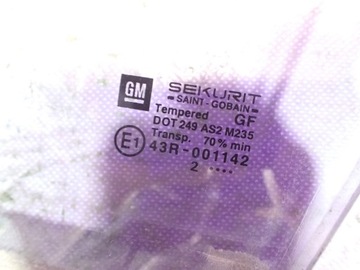 GM SEKURIT
SAINT-GOBAIN
Tempered GF
DOT 249 AS2 M235
Transp. 70% min
E1 43R-001142
2 ....